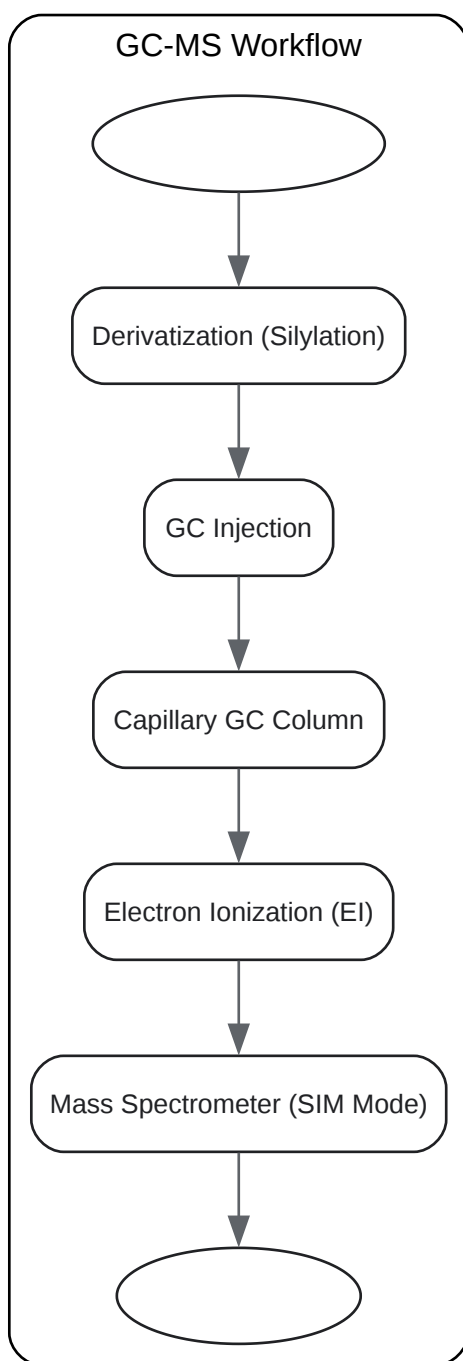 GC-MS Workflow
Derivatization (Silylation)
GC Injection
Capillary GC Column
Electron Ionization (EI)
Mass Spectrometer (SIM Mode)